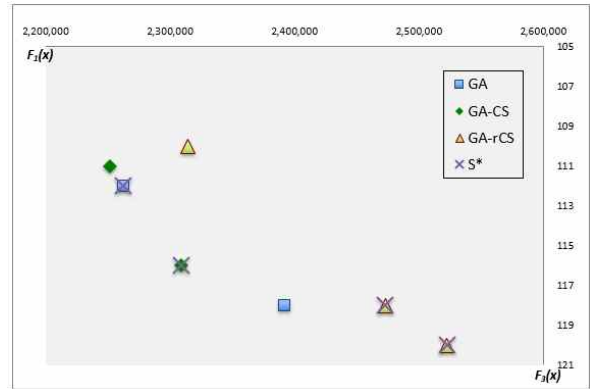 2,200,000 2,300,000 2,400,000 2,500,000 2,600,000
F₁(x)
105
107
109
111
113
115
117
119
121
GA
GA-CS
GA-rCS
S*
F₃(x)